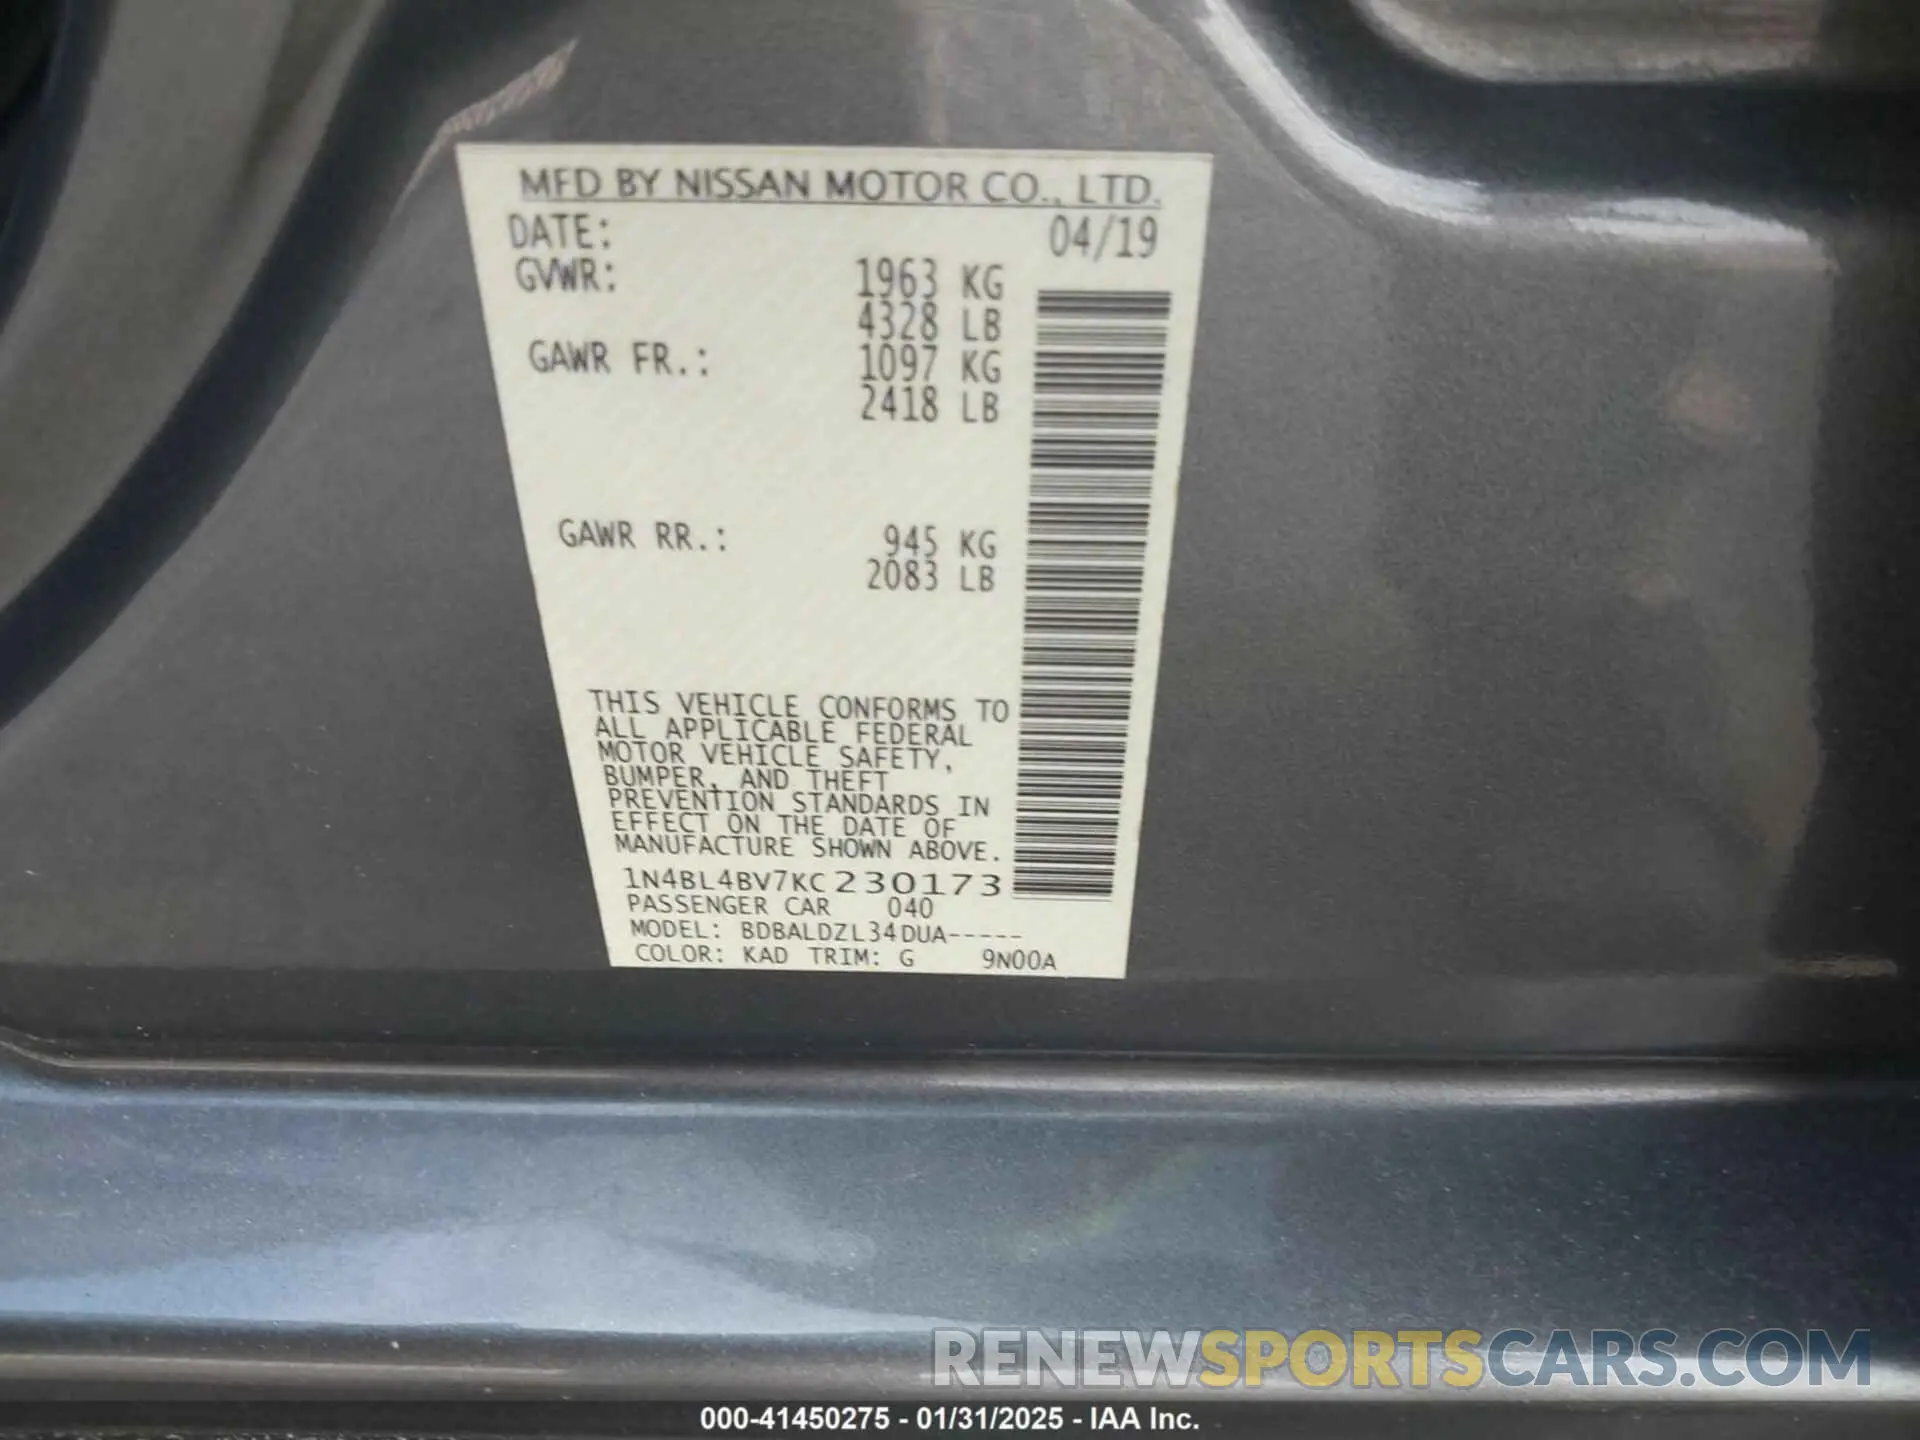 MFD BY NISSAN MOTOR CO., LTD.
DATE: 04/19
GVWR: 1963 KG
4328 LB
GAWR FR.: 1097 KG
2418 LB
GAWR RR.: 945 KG
2083 LB
THIS VEHICLE CONFORMS TO
ALL APPLICABLE FEDERAL
MOTOR VEHICLE SAFETY,
BUMPER, AND THEFT
PREVENTION STANDARDS IN
EFFECT ON THE DATE OF
MANUFACTURE SHOWN ABOVE.
1N4BL4BV7KC230173
PASSENGER CAR 040
MODEL: BDBALDZL34DUA-----
COLOR: KAD TRIM: G 9N00A
RENEWSPORTSCARS.COM
000-41450275 - 01/31/2025 - IAA Inc.